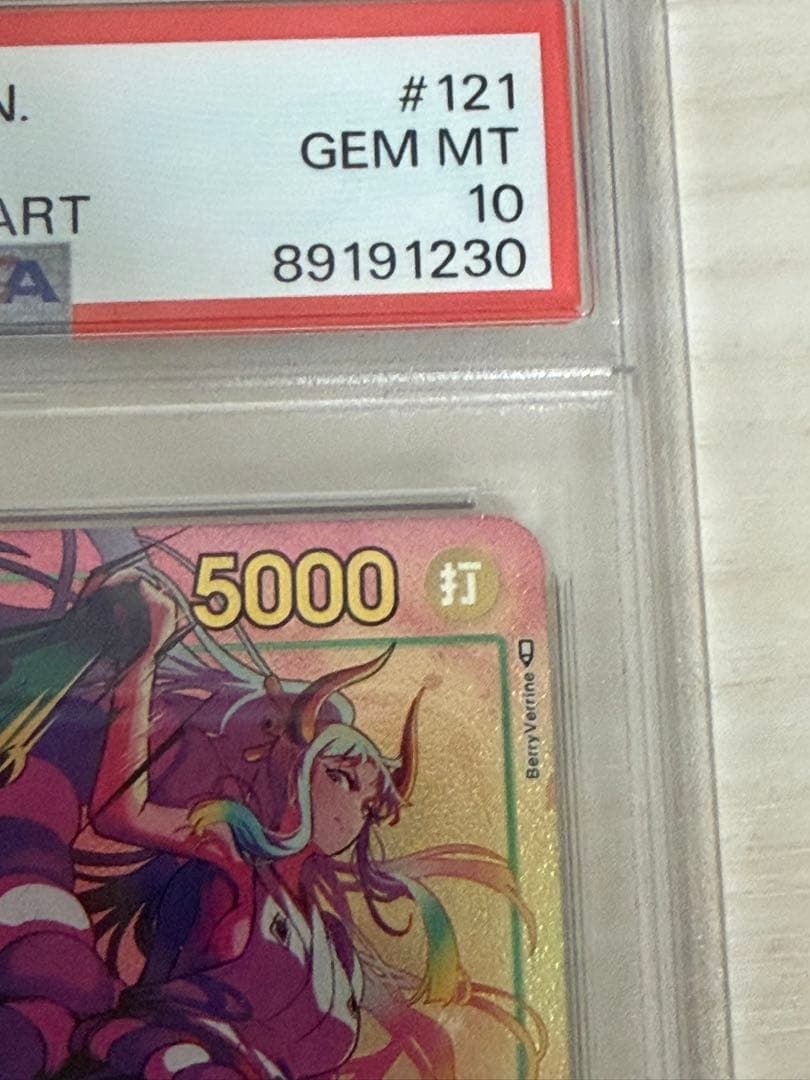 N. #121
GEM MT
ART 10
A 89191230
5000 打
BerryVerrine